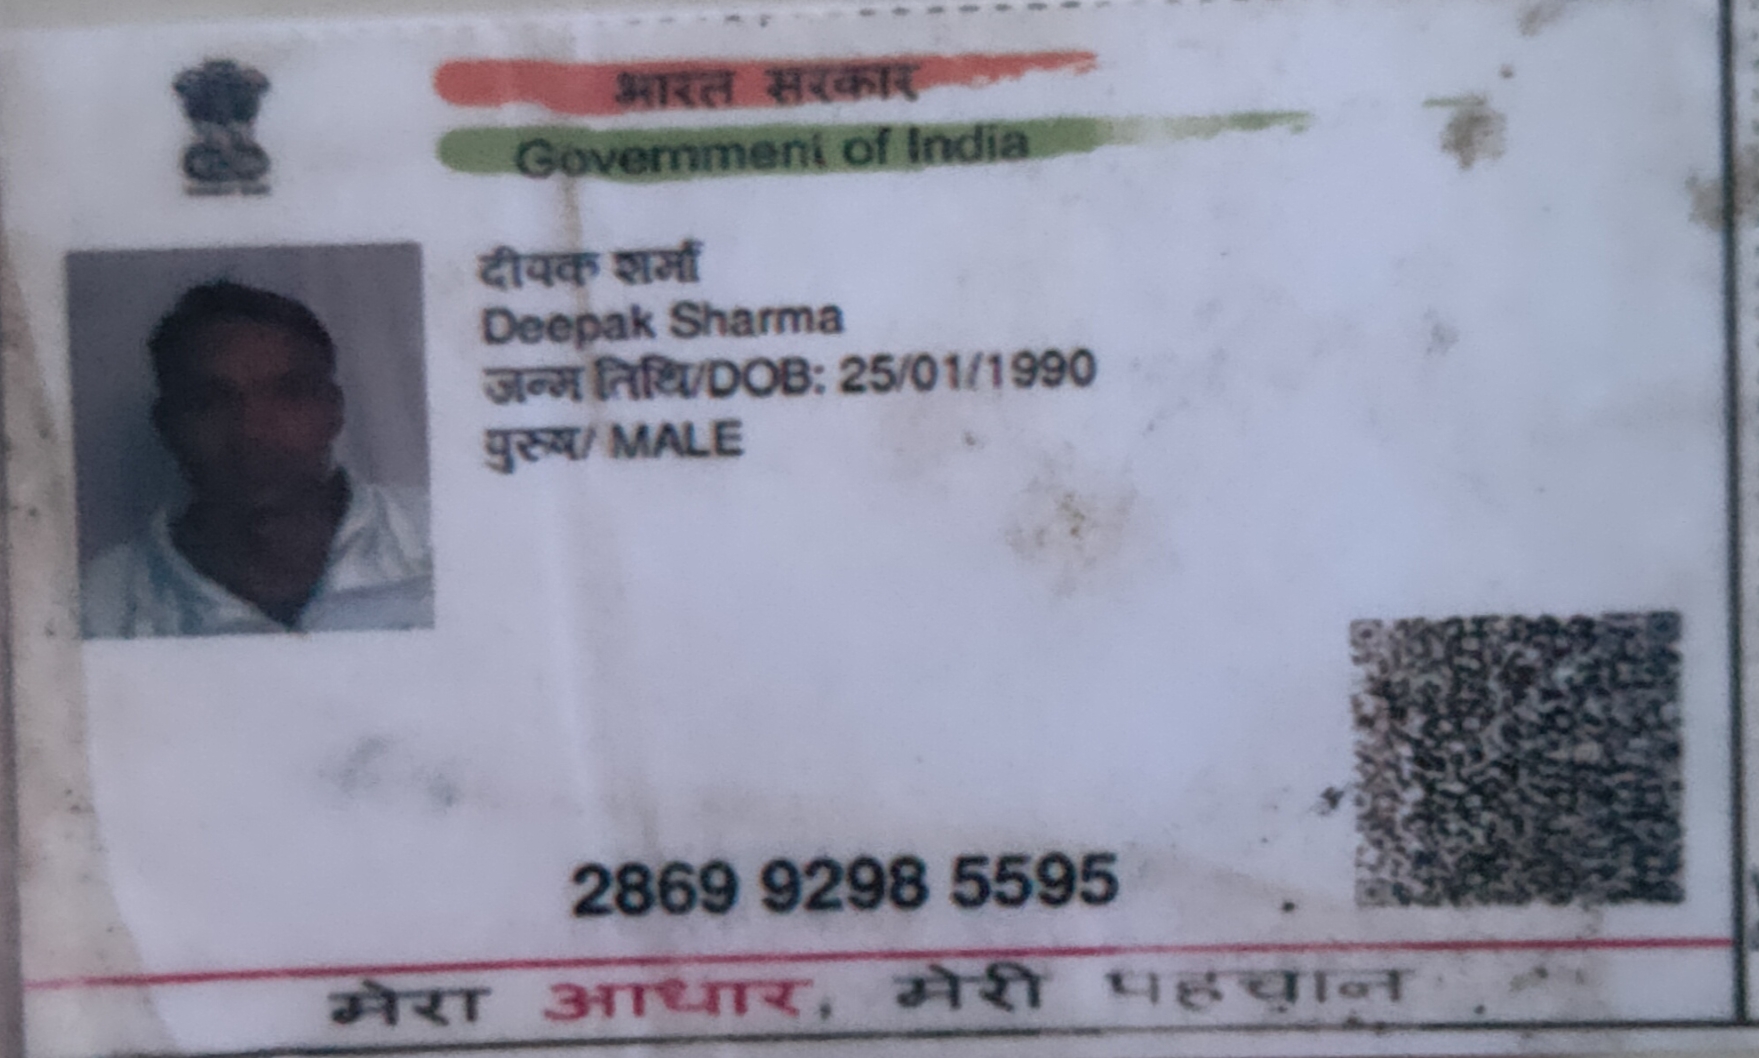 भारत सरकार
Government of India
दीपक शर्मा
Deepak Sharma
जन्म तिथि/DOB: 25/01/1990
पुरुष/ MALE
2869 9298 5595
मेरा आधार, मेरी पहचान